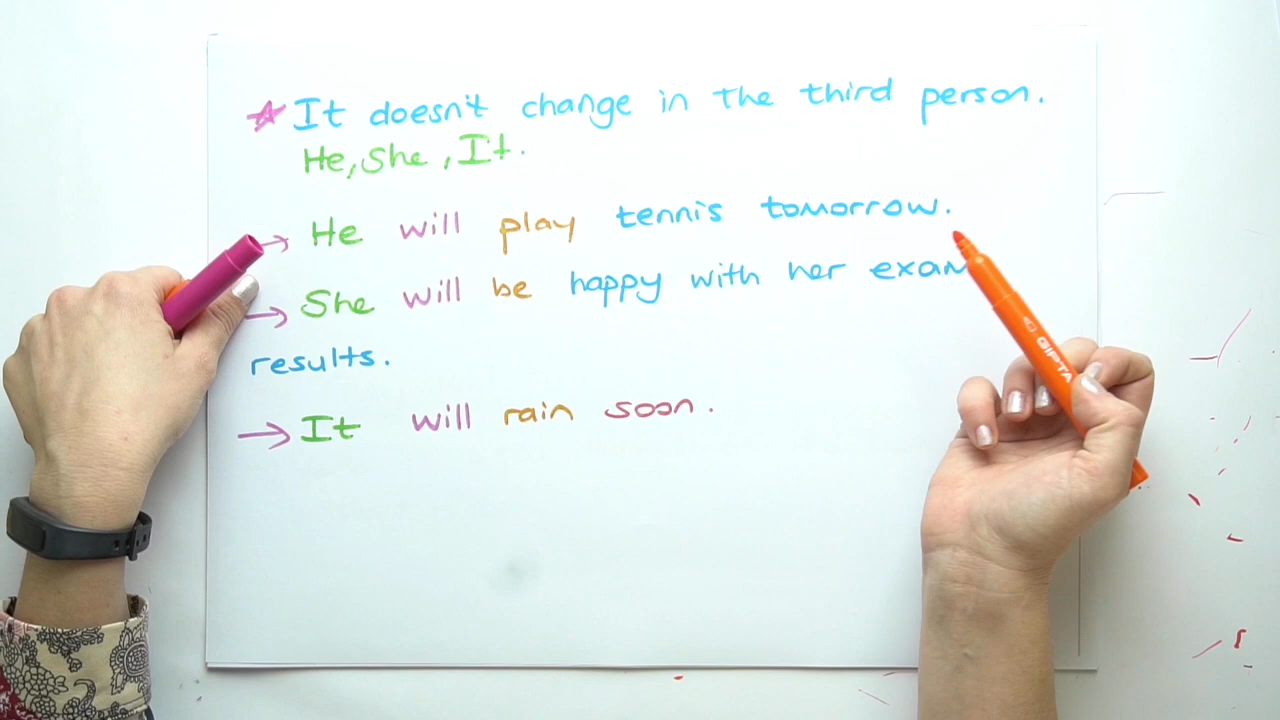 It doesn't change in the third person.
He, She, It.
He will play tennis tomorrow.
She will be happy with her exam
results.
It will rain soon.
GIPTA